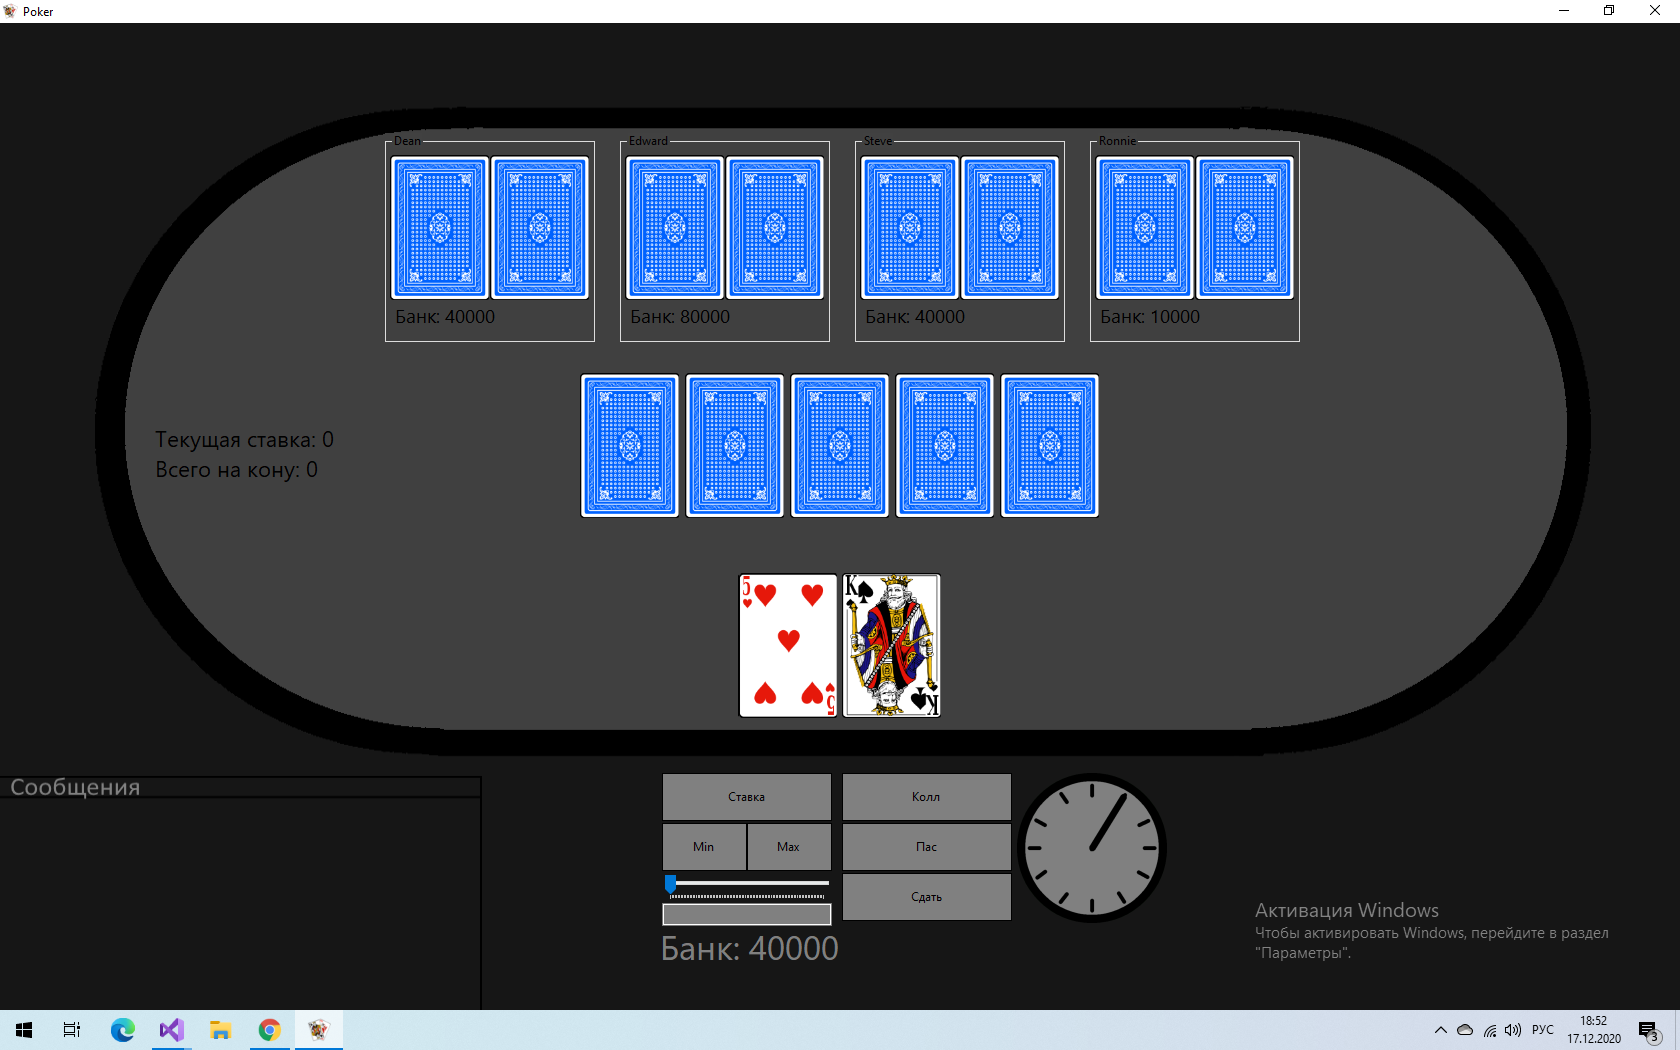 Poker
Dean
Edward
Steve
Ronnie
Банк: 40000
Банк: 80000
Банк: 40000
Банк: 10000
Текущая ставка: 0
Всего на кону: 0
5
5
K
K
Сообщения
Ставка
Колл
Min
Max
Пас
Сдать
Банк: 40000
Активация Windows
Чтобы активировать Windows, перейдите в раздел
"Параметры".
РУС
18:52
17.12.2020
3